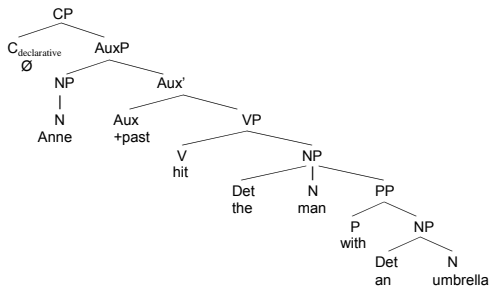 CP
C declarative AuxP
Ø
NP Aux'
N Aux VP
Anne +past
V NP
hit
Det N PP
the man
P NP
with
Det N
an umbrella